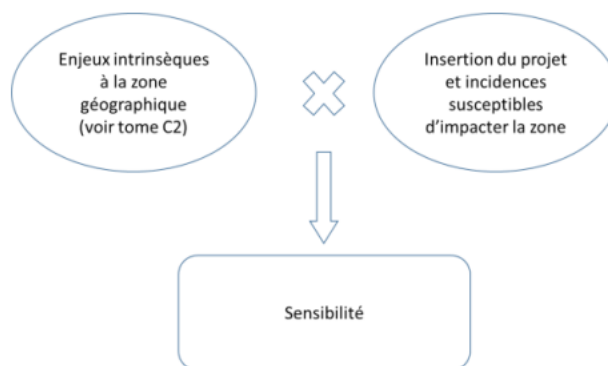 Enjeux intrinsèques
à la zone
géographique
(voir tome C2)
Insertion du projet
et incidences
susceptibles
d'impacter la zone
Sensibilité